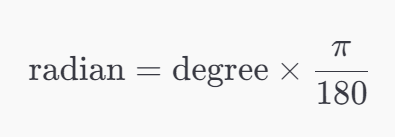 radian = degree × π/180